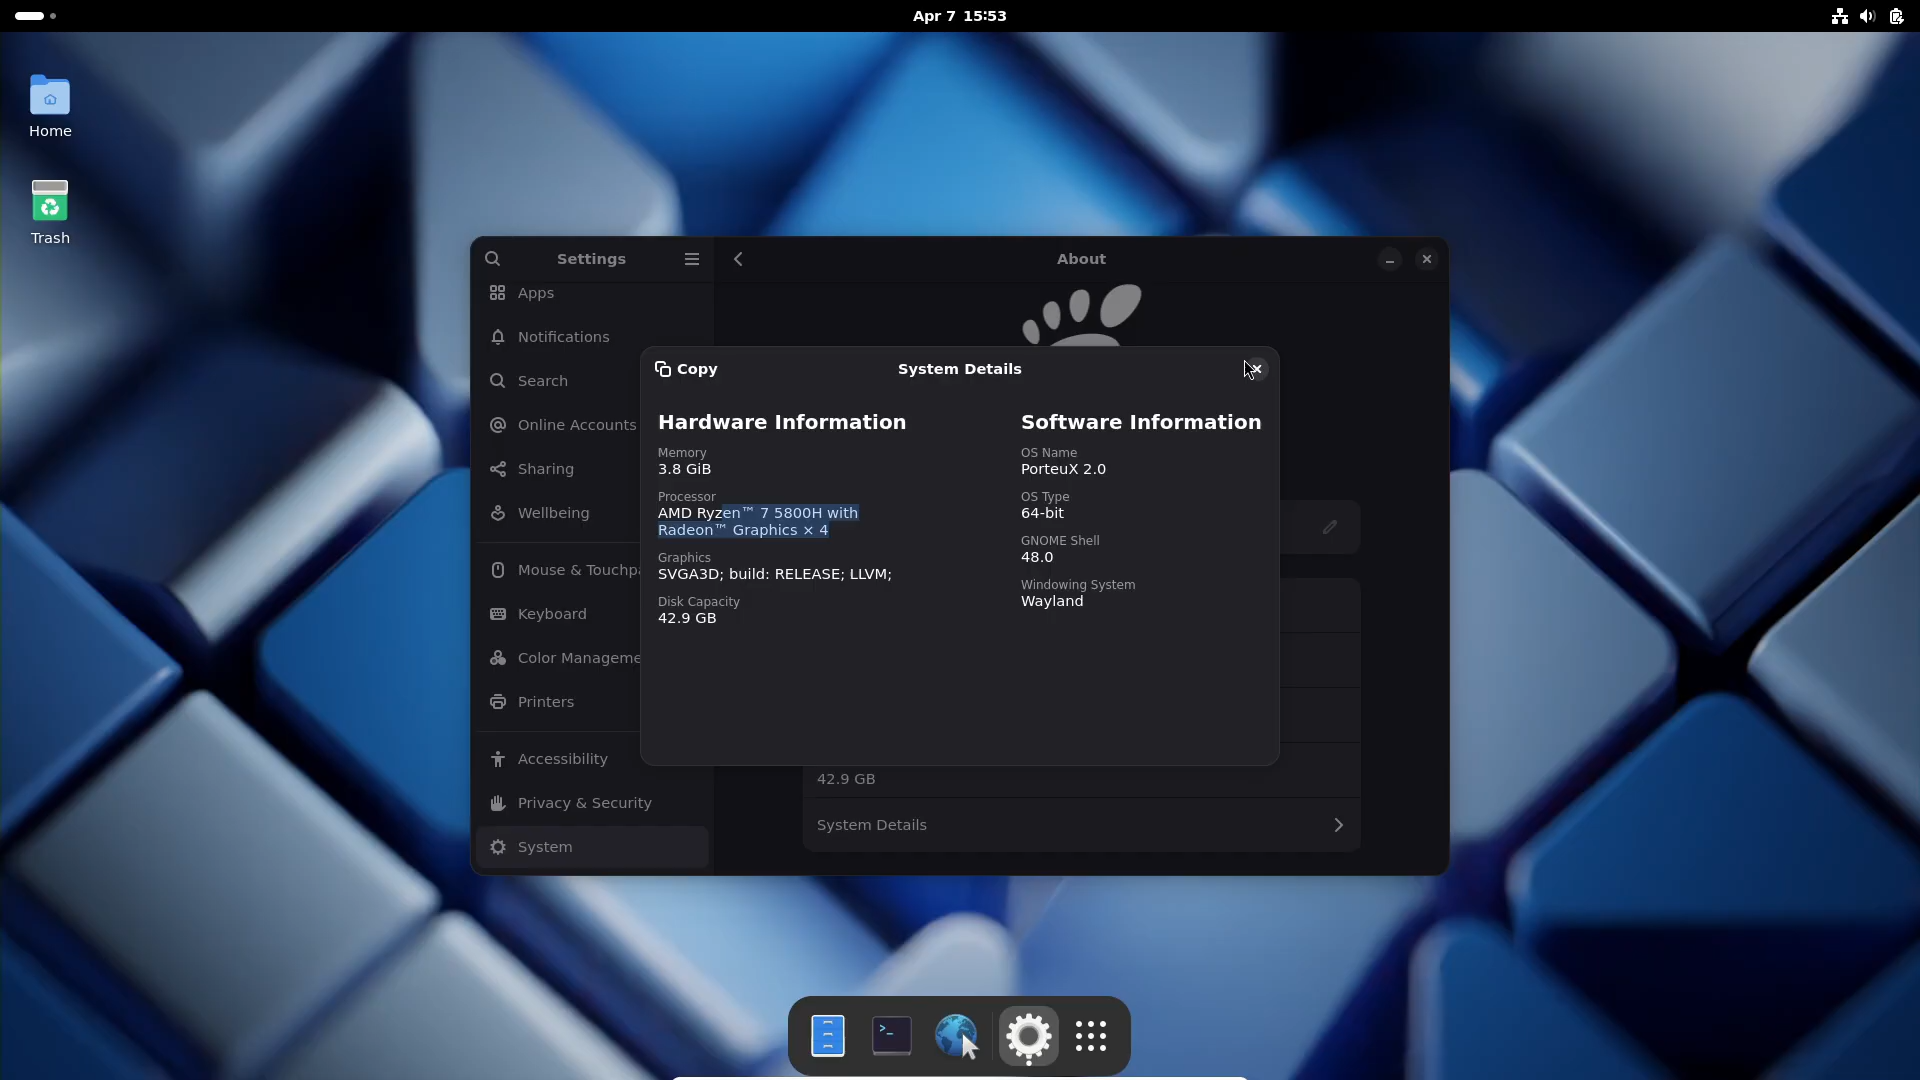 Apr 7 15:53
Home
Trash
Settings
About
Apps
Notifications
Search
Online Accounts
Sharing
Wellbeing
Mouse & Touchpa
Keyboard
Color Manageme
Printers
Accessibility
Privacy & Security
System
Copy
System Details
Hardware Information
Memory
3.8 GiB
Processor
AMD Ryzen™ 7 5800H with
Radeon™ Graphics × 4
Graphics
SVGA3D; build: RELEASE; LLVM;
Disk Capacity
42.9 GB
Software Information
OS Name
PorteuX 2.0
OS Type
64-bit
GNOME Shell
48.0
Windowing System
Wayland
42.9 GB
System Details
>_